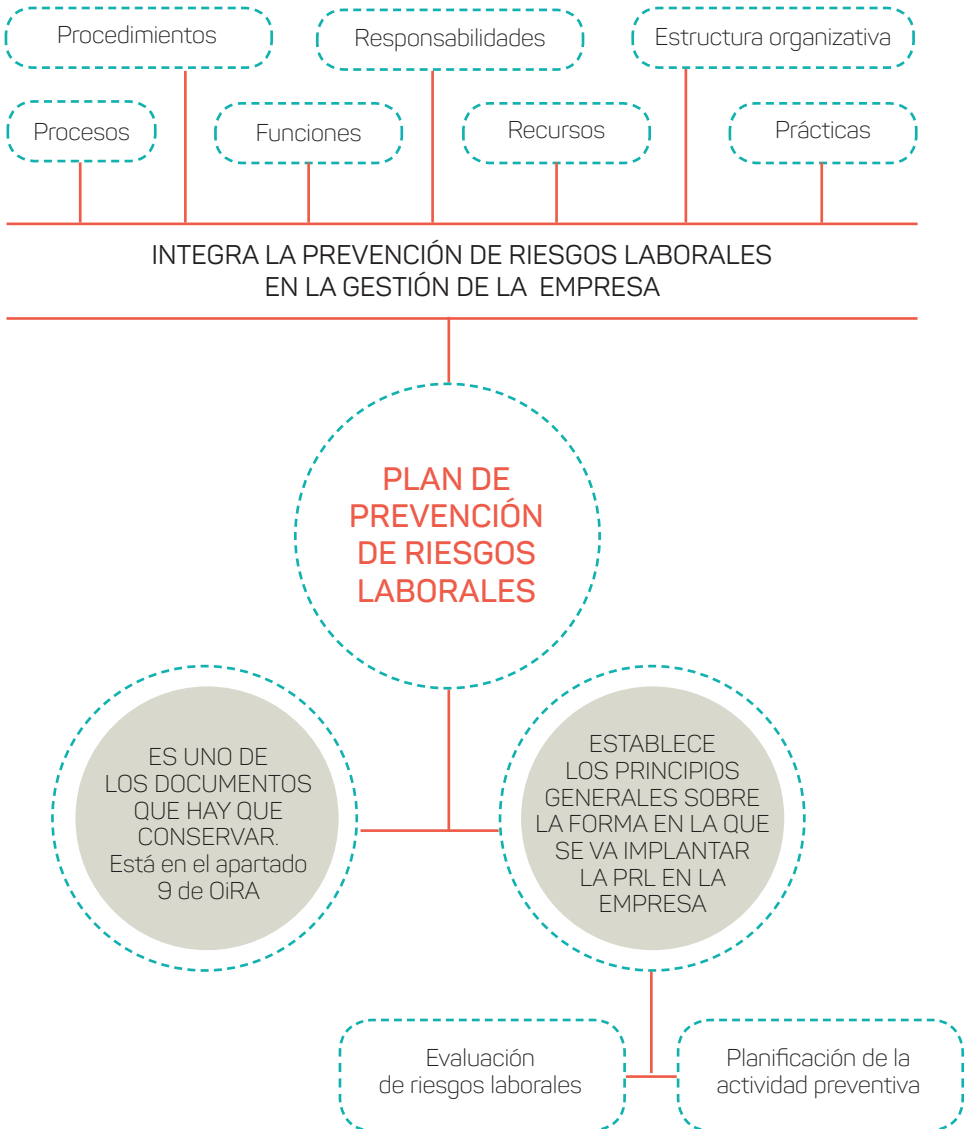 Procedimientos
Responsabilidades
Estructura organizativa
Procesos
Funciones
Recursos
Prácticas
INTEGRA LA PREVENCIÓN DE RIESGOS LABORALES
EN LA GESTIÓN DE LA EMPRESA
PLAN DE
PREVENCIÓN
DE RIESGOS
LABORALES
ES UNO DE
LOS DOCUMENTOS
QUE HAY QUE
CONSERVAR.
Está en el apartado
9 de OiRA
ESTABLECE
LOS PRINCIPIOS
GENERALES SOBRE
LA FORMA EN LA QUE
SE VA IMPLANTAR
LA PRL EN LA
EMPRESA
Evaluación
de riesgos laborales
Planificación de la
actividad preventiva